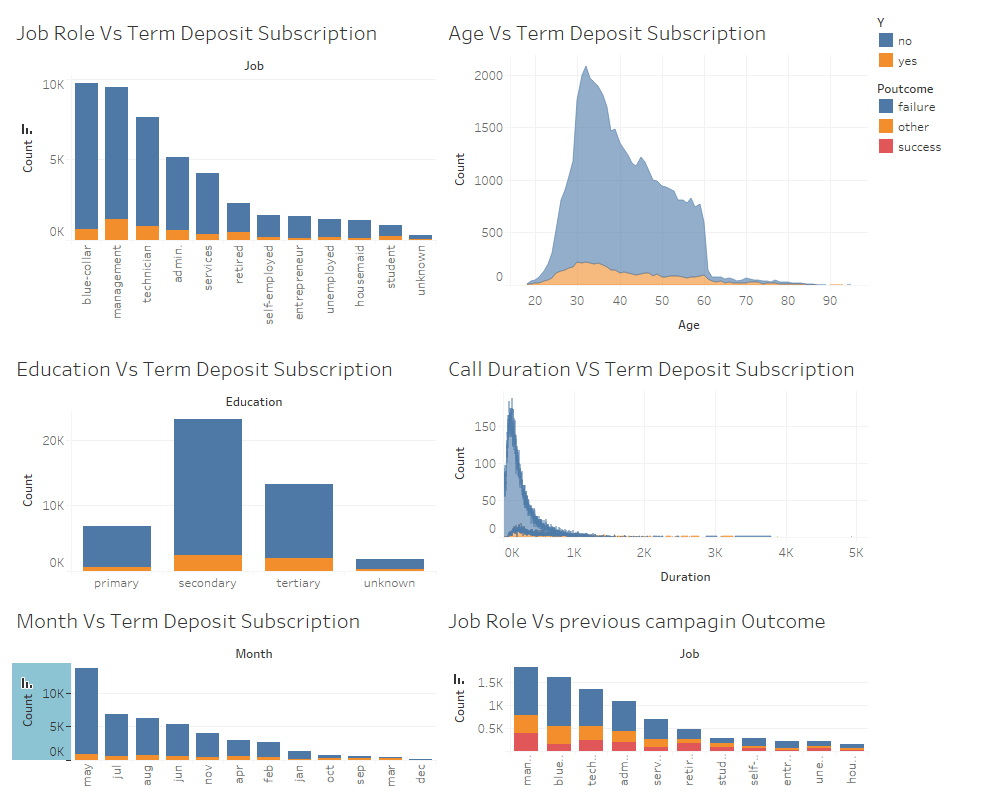 Job Role Vs Term Deposit Subscription
Job
10K
5K
0K
Count
blue-collar
management
technician
admin.
services
retired
self-employed
entrepreneur
unemployed
housemaid
student
unknown
Age Vs Term Deposit Subscription
2000
1500
1000
500
0
Count
20 30 40 50 60 70 80 90
Age
Y
no
yes
Poutcome
failure
other
success
Education Vs Term Deposit Subscription
Education
20K
10K
0K
Count
primary secondary tertiary unknown
Call Duration VS Term Deposit Subscription
150
100
50
0
Count
0K 1K 2K 3K 4K 5K
Duration
Month Vs Term Deposit Subscription
Month
10K
5K
0K
Count
may
jul
aug
jun
nov
apr
feb
jan
oct
sep
mar
dec
Job Role Vs previous campagin Outcome
Job
1.5K
1K
0.5K
Count
man..
blue..
tech..
adm..
serv..
retir..
stud..
self-..
entr..
une..
hou..